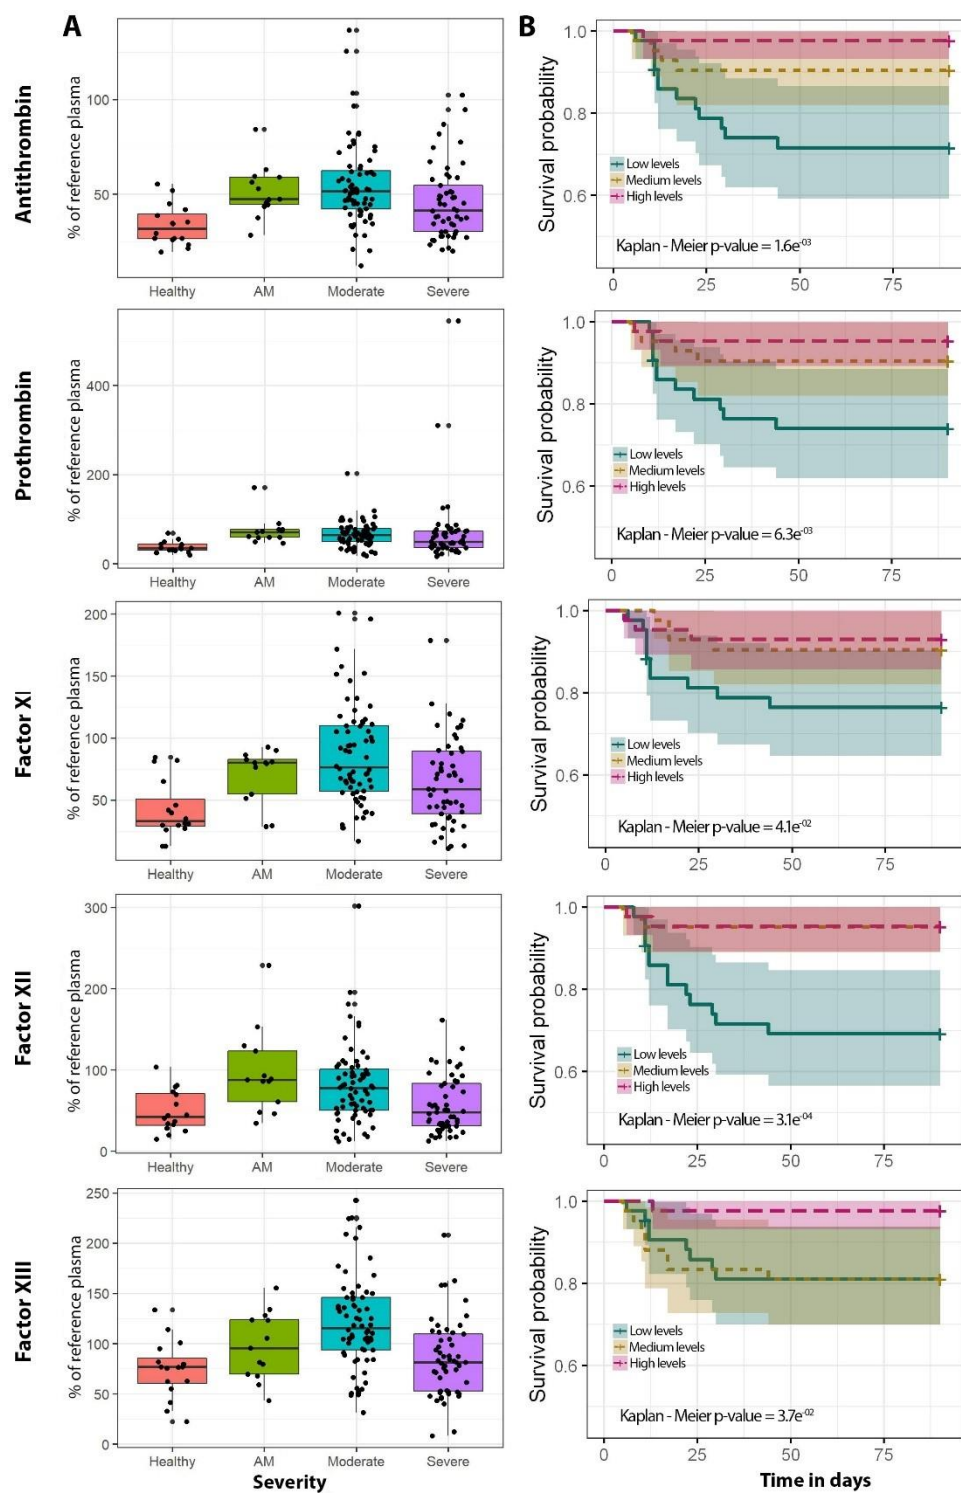 A
B
Antithrombin
% of reference plasma
100
50
Healthy
AM
Moderate
Severe
Survival probability
1.0
0.8
0.6
Low levels
Medium levels
High levels
Kaplan - Meier p-value = 1.6e-03
0
25
50
75
Prothrombin
% of reference plasma
400
200
0
Healthy
AM
Moderate
Severe
Survival probability
1.0
0.8
0.6
Low levels
Medium levels
High levels
Kaplan - Meier p-value = 6.3e-03
0
25
50
75
Factor XI
% of reference plasma
200
150
100
50
Healthy
AM
Moderate
Severe
Survival probability
1.0
0.8
0.6
Low levels
Medium levels
High levels
Kaplan - Meier p-value = 4.1e-02
0
25
50
75
Factor XII
% of reference plasma
300
200
100
0
Healthy
AM
Moderate
Severe
Survival probability
1.0
0.8
0.6
Low levels
Medium levels
High levels
Kaplan - Meier p-value = 3.1e-04
0
25
50
75
Factor XIII
% of reference plasma
250
200
150
100
50
0
Healthy
AM
Moderate
Severe
Severity
Survival probability
1.0
0.8
0.6
Low levels
Medium levels
High levels
Kaplan - Meier p-value = 3.7e-02
0
25
50
75
Time in days